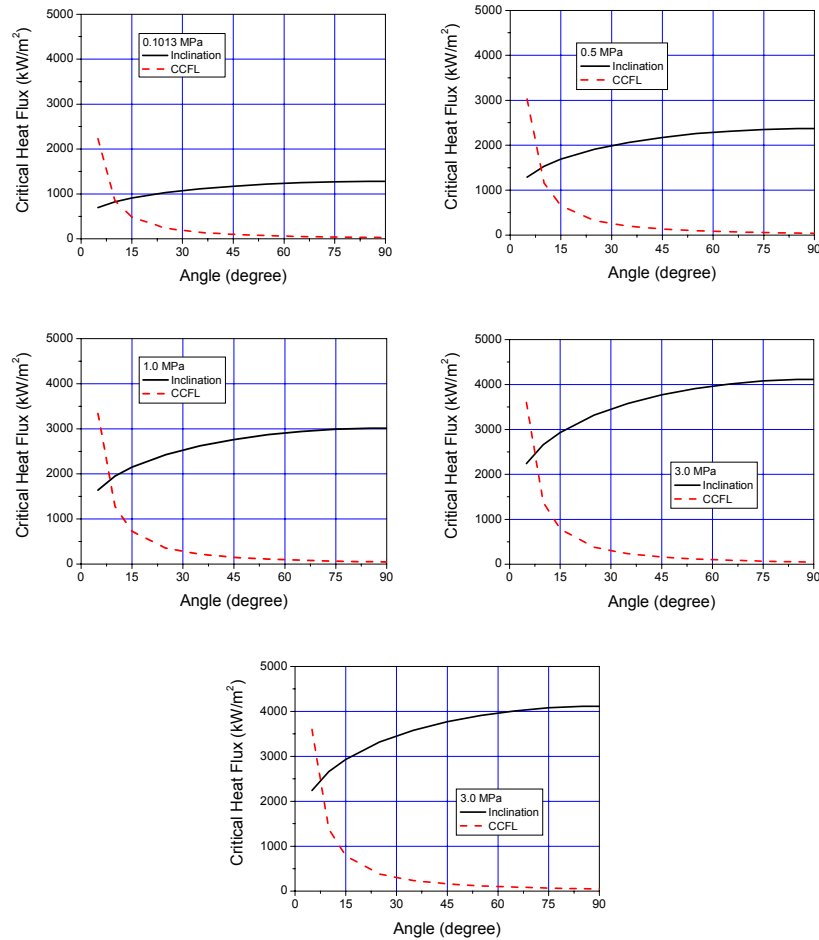 5000
4000
3000
2000
1000
0
Critical Heat Flux (kW/m²)
0.1013 MPa
Inclination
CCFL
0 15 30 45 60 75 90
Angle (degree)
5000
4000
3000
2000
1000
0
Critical Heat Flux (kW/m²)
0.5 MPa
Inclination
CCFL
0 15 30 45 60 75 90
Angle (degree)
5000
4000
3000
2000
1000
0
Critical Heat Flux (kW/m²)
1.0 MPa
Inclination
CCFL
0 15 30 45 60 75 90
Angle (degree)
5000
4000
3000
2000
1000
0
Critical Heat Flux (kW/m²)
3.0 MPa
Inclination
CCFL
0 15 30 45 60 75 90
Angle (degree)
5000
4000
3000
2000
1000
0
Critical Heat Flux (kW/m²)
3.0 MPa
Inclination
CCFL
0 15 30 45 60 75 90
Angle (degree)